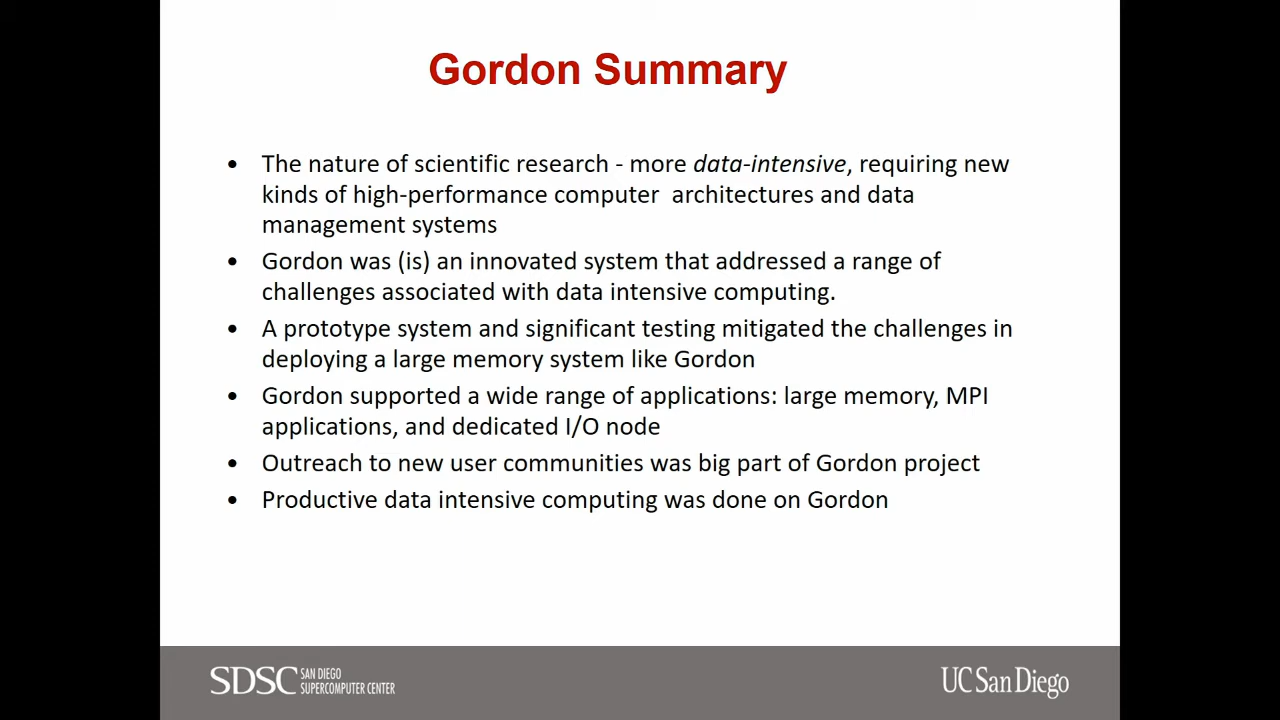 Gordon Summary
• The nature of scientific research - more data-intensive, requiring new
kinds of high-performance computer  architectures and data
management systems
• Gordon was (is) an innovated system that addressed a range of
challenges associated with data intensive computing.
• A prototype system and significant testing mitigated the challenges in
deploying a large memory system like Gordon
• Gordon supported a wide range of applications: large memory, MPI
applications, and dedicated I/O node
• Outreach to new user communities was big part of Gordon project
• Productive data intensive computing was done on Gordon
SDSC SAN DIEGO
SUPERCOMPUTER CENTER
UC San Diego